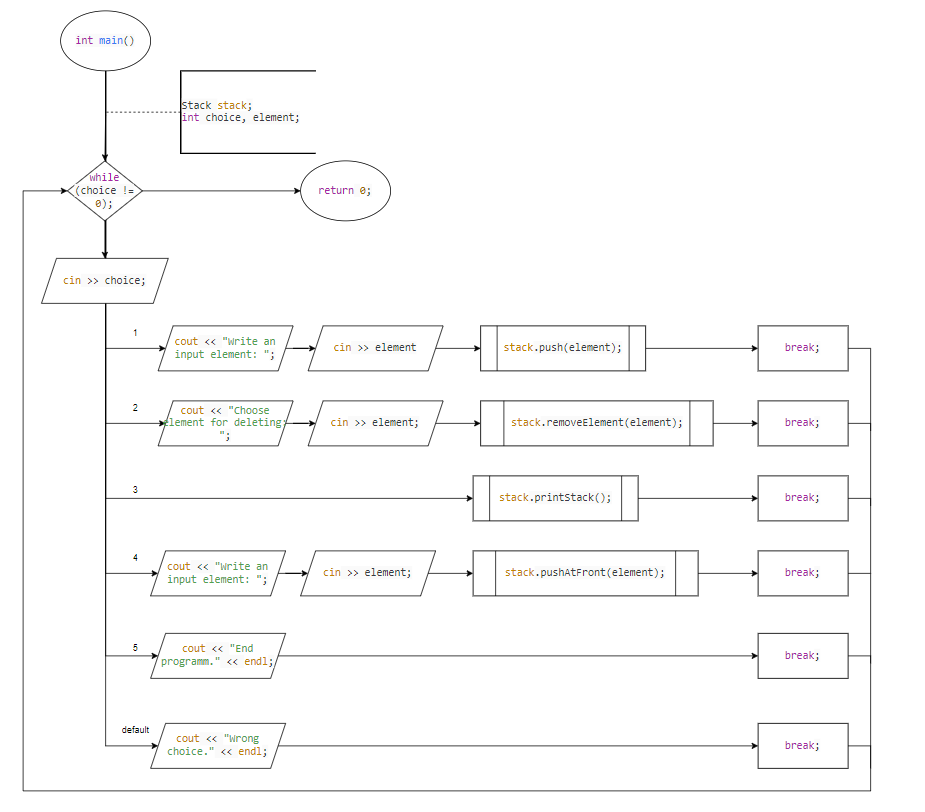 int main()
Stack stack;
int choice, element;
while
(choice !=
0);
return 0;
cin >> choice;
1
cout << "Write an
input element: ";
cin >> element
stack.push(element);
break;
2
cout << "Choose
element for deleting:
";
cin >> element;
stack.removeElement(element);
break;
3
stack.printStack();
break;
4
cout << "Write an
input element: ";
cin >> element;
stack.pushAtFront(element);
break;
5
cout << "End
programm." << endl;
break;
default
cout << "Wrong
choice." << endl;
break;